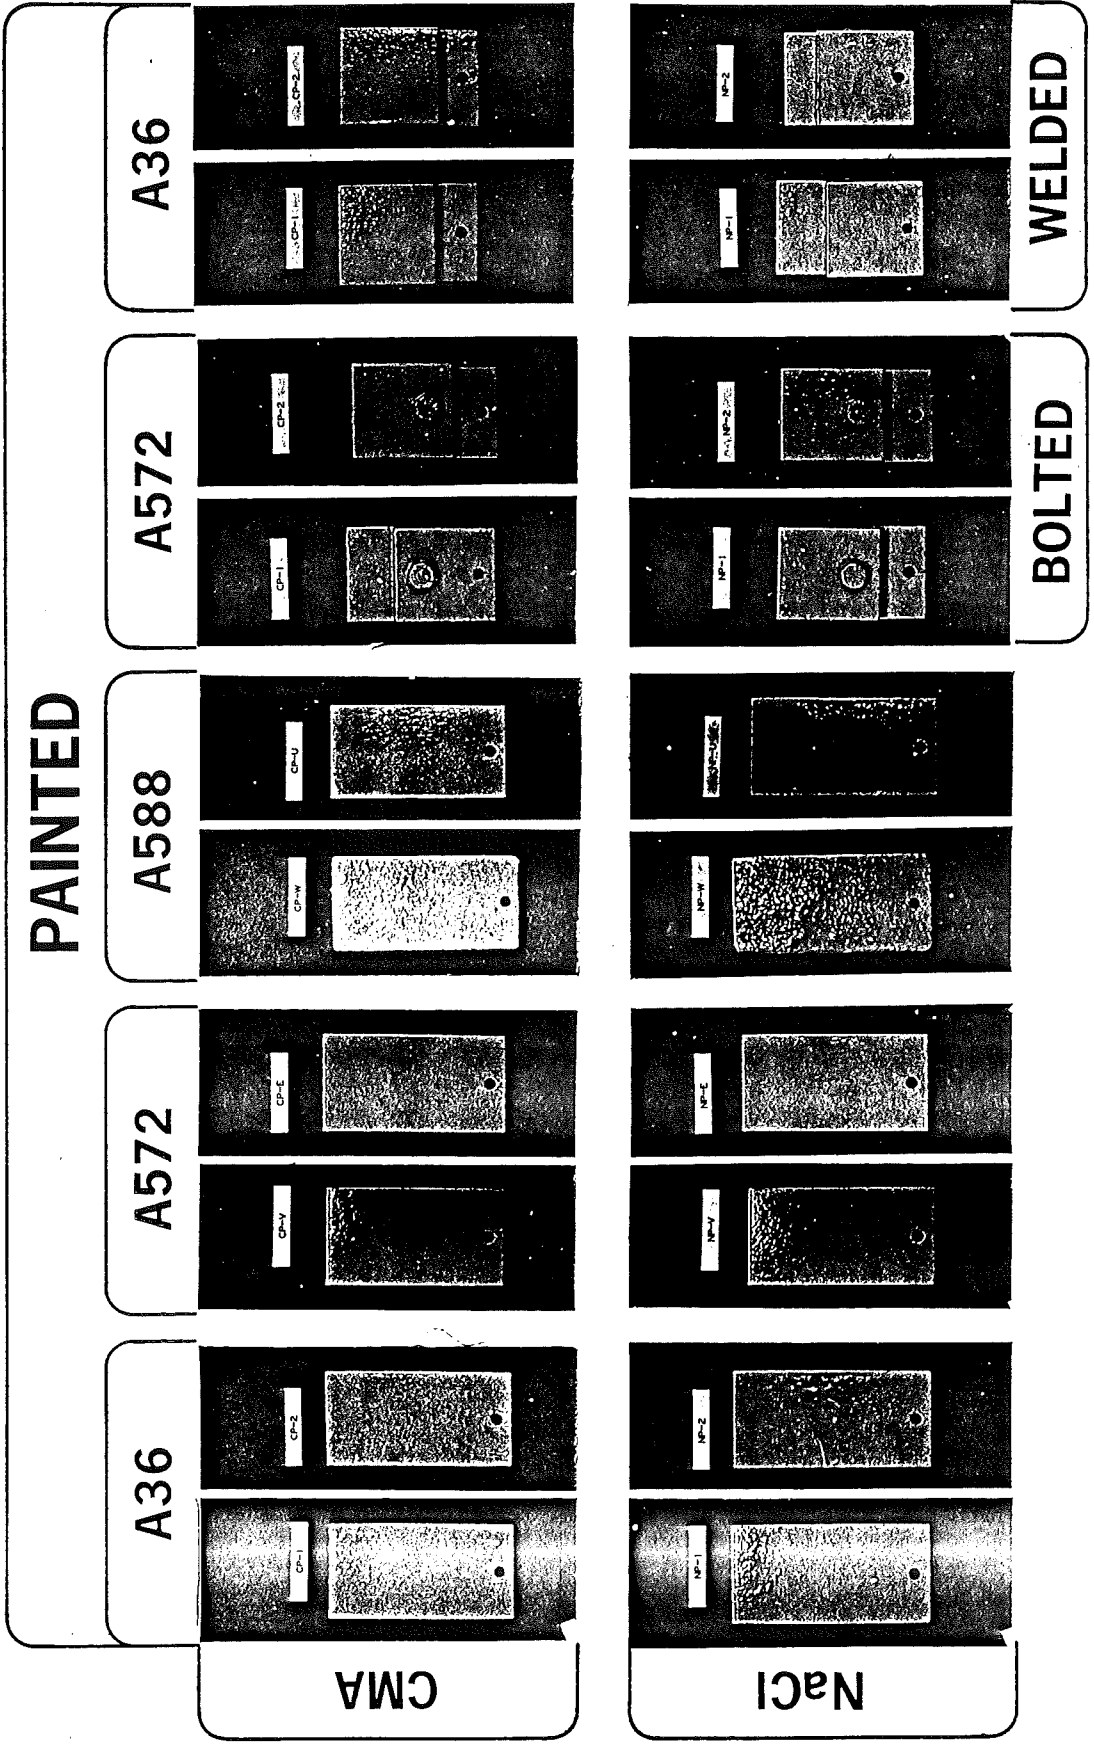 PAINTED
A36
A572
A588
A572
A36
CMA
CP-1
CP-2
CP-V
CP-E
CP-W
CP-U
CP-1
CP-2
CP-1
CP-2
NaCl
NP-1
NP-2
NP-V
NP-E
NP-W
NP-U
NP-1
NP-2
NP-1
NP-2
BOLTED
WELDED